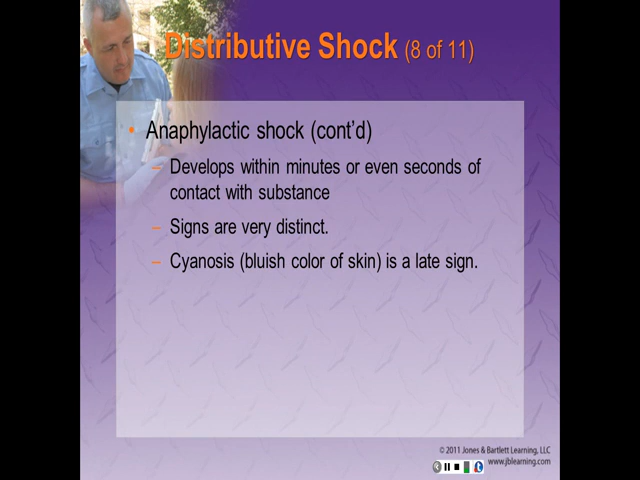 Distributive Shock (8 of 11)
• Anaphylactic shock (cont’d)
– Develops within minutes or even seconds of
contact with substance
– Signs are very distinct.
– Cyanosis (bluish color of skin) is a late sign.
© 2011 Jones & Bartlett Learning, LLC
www.jblearning.com